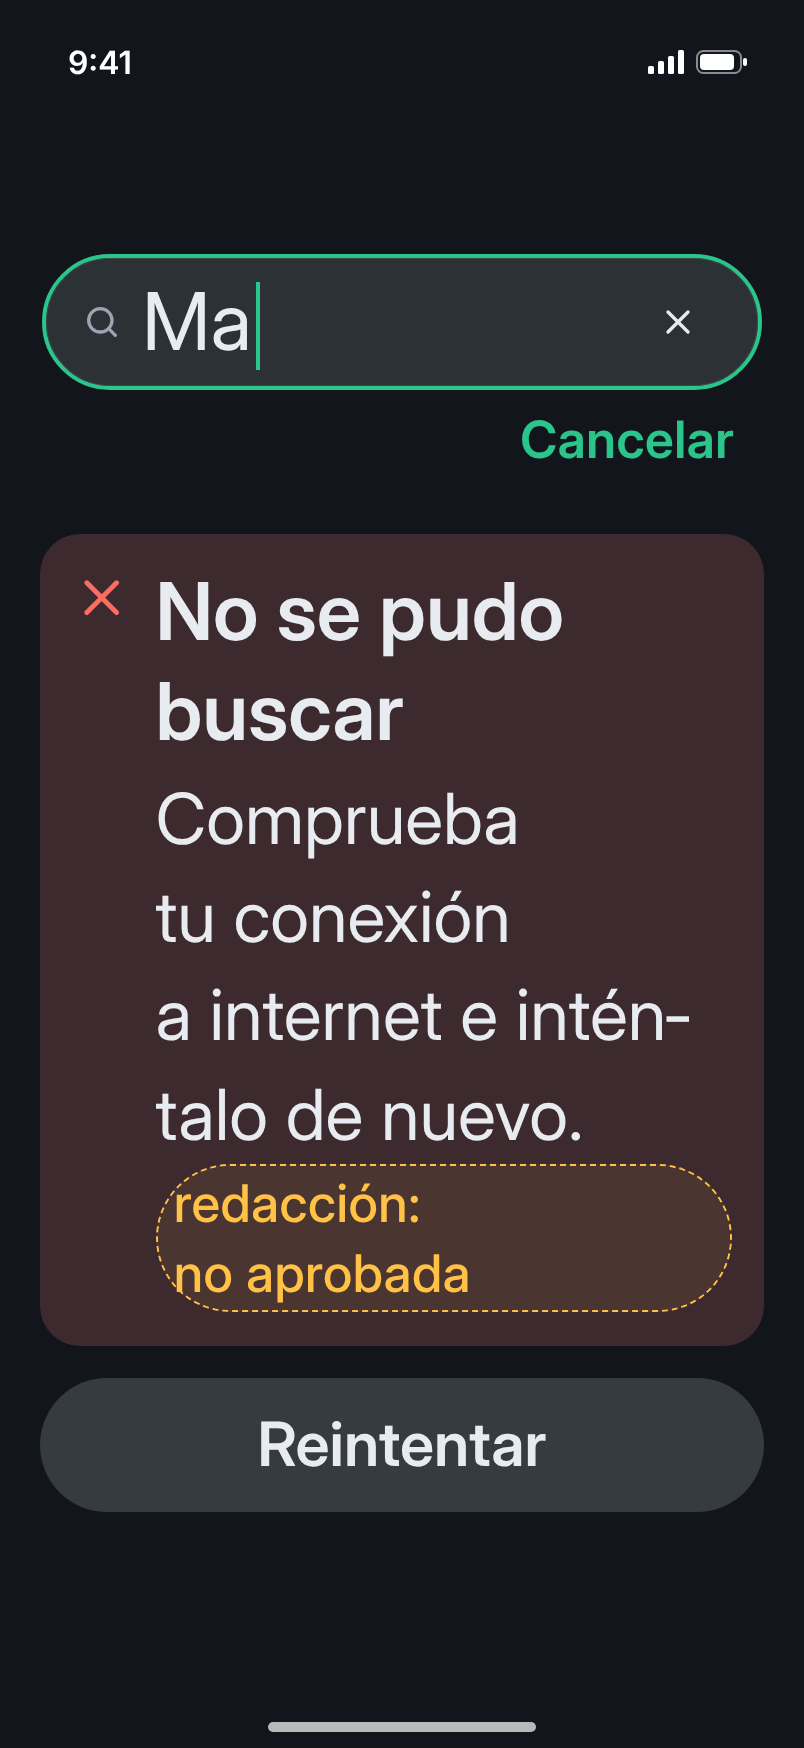 9:41
Ma
Cancelar
No se pudo
buscar
Comprueba
tu conexión
a internet e intén-
talo de nuevo.
redacción:
no aprobada
Reintentar